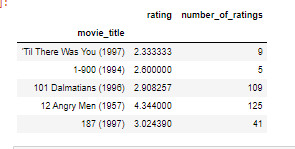 ]:
rating number_of_ratings
movie_title
'Til There Was You (1997) 2.333333 9
1-900 (1994) 2.600000 5
101 Dalmatians (1996) 2.908257 109
12 Angry Men (1957) 4.344000 125
187 (1997) 3.024390 41